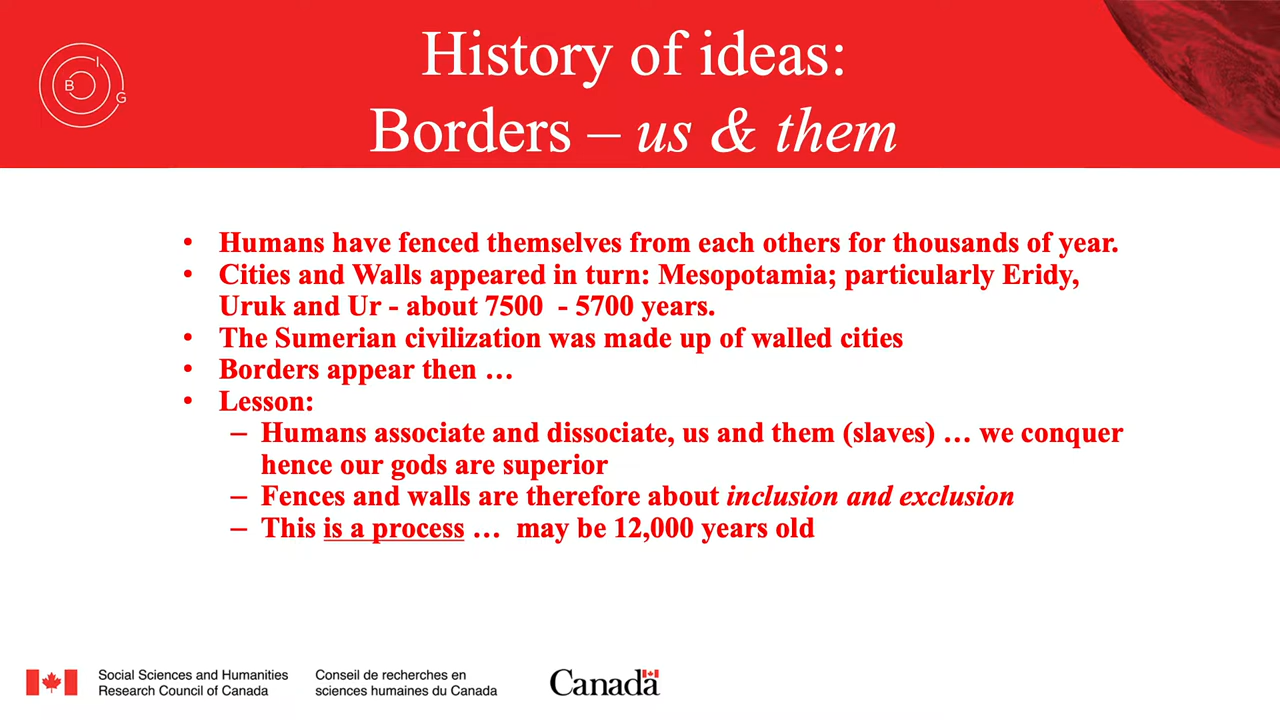 B I G
History of ideas:
Borders – us & them
• Humans have fenced themselves from each others for thousands of year.
• Cities and Walls appeared in turn: Mesopotamia; particularly Eridy,
Uruk and Ur - about 7500 - 5700 years.
• The Sumerian civilization was made up of walled cities
• Borders appear then …
• Lesson:
– Humans associate and dissociate, us and them (slaves) … we conquer
hence our gods are superior
– Fences and walls are therefore about inclusion and exclusion
– This is a process … may be 12,000 years old
Social Sciences and Humanities
Research Council of Canada
Conseil de recherches en
sciences humaines du Canada
Canada